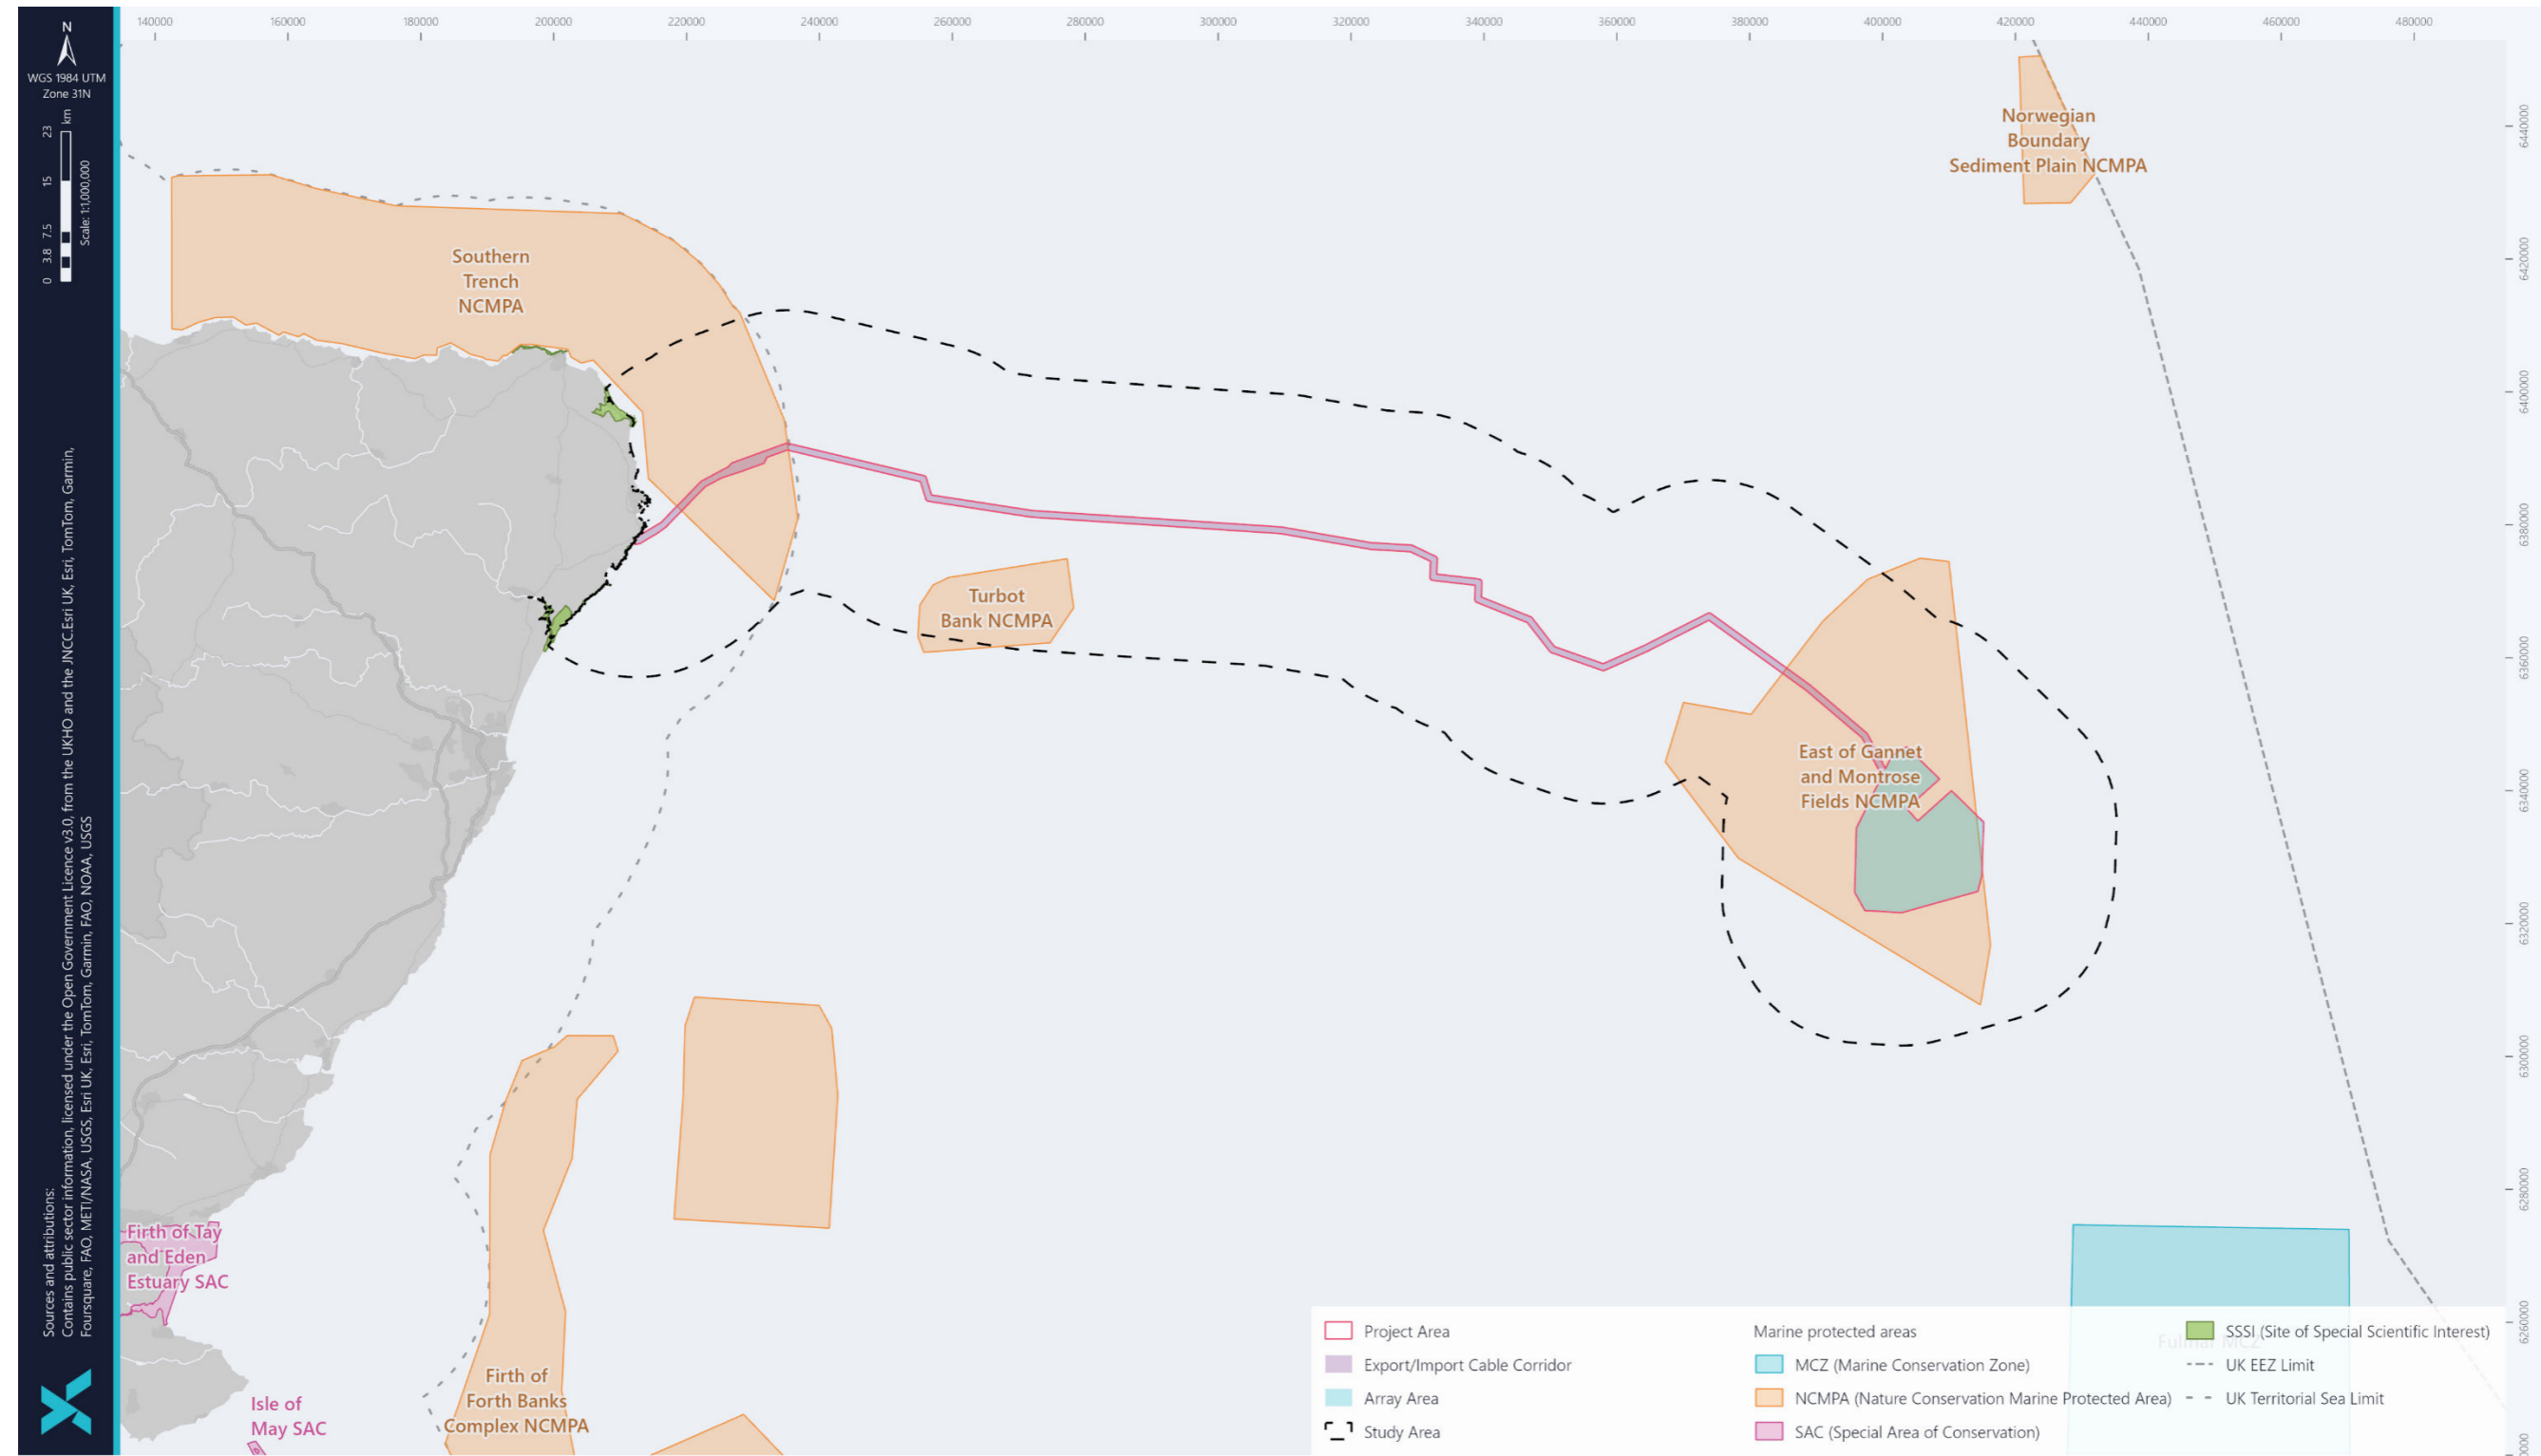 140000 160000 180000 200000 220000 240000 260000 280000 300000 320000 340000 360000 380000 400000 420000 440000 460000 480000
N
WGS 1984 UTM
Zone 31N
0 3.8 7.5 15 23 km
Scale: 1:1,000,000
Sources and attributions:
Contains public sector information, licensed under the Open Government Licence v3.0, from the UKHO and the JNCC.Esri UK, Esri, TomTom, Garmin,
Foursquare, FAO, METI/NASA, USGS, Esri UK, Esri, TomTom, Garmin, FAO, NOAA, USGS
6440000
6420000
6400000
6380000
6360000
6340000
6320000
6300000
6280000
6260000
Norwegian
Boundary
Sediment Plain NCMPA
Southern
Trench
NCMPA
Turbot
Bank NCMPA
East of Gannet
and Montrose
Fields NCMPA
Firth of Tay
and Eden
Estuary SAC
Isle of
May SAC
Firth of
Forth Banks
Complex NCMPA
Fulmar MCZ
Project Area
Export/Import Cable Corridor
Array Area
Study Area
Marine protected areas
MCZ (Marine Conservation Zone)
NCMPA (Nature Conservation Marine Protected Area)
SAC (Special Area of Conservation)
SSSI (Site of Special Scientific Interest)
UK EEZ Limit
UK Territorial Sea Limit